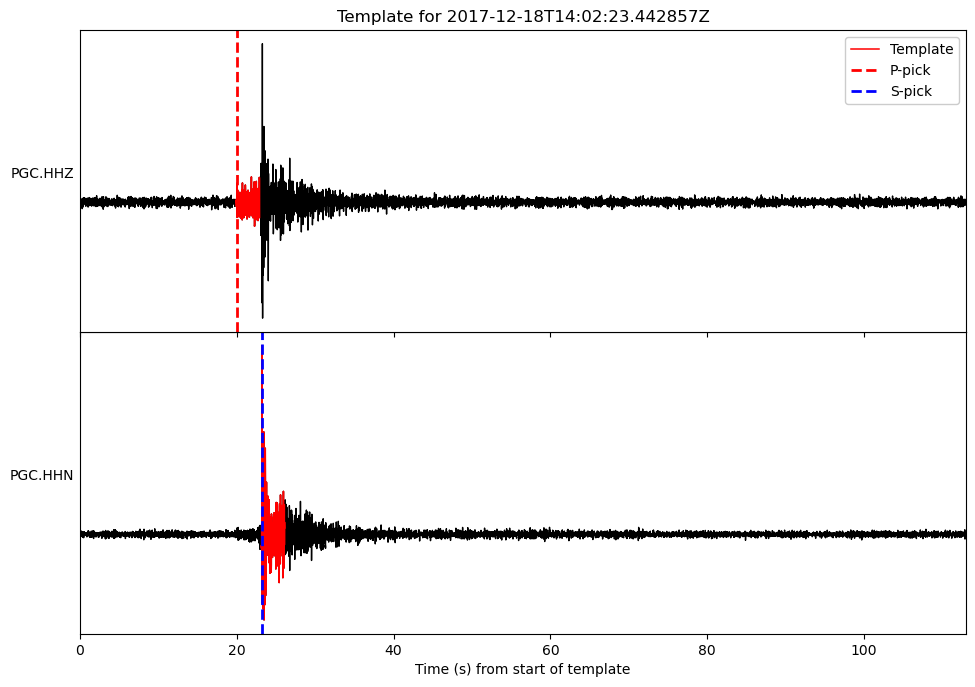 Template for 2017-12-18T14:02:23.442857Z
Template
P-pick
S-pick
PGC.HHZ
PGC.HHN
0 20 40 60 80 100
Time (s) from start of template